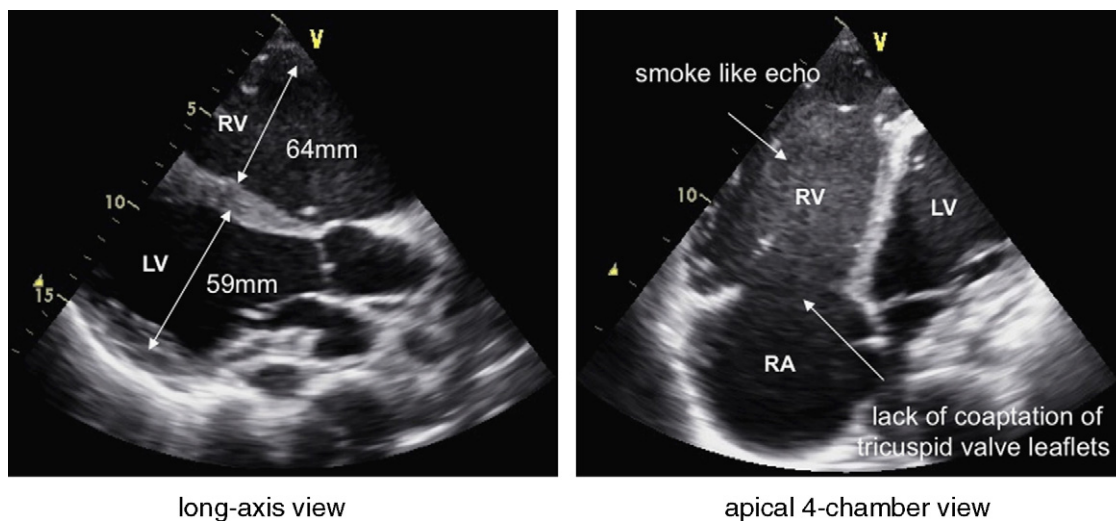 V
5
RV
64mm
10
LV
59mm
15
long-axis view
V
smoke like echo
10
RV
LV
RA
lack of coaptation of
tricuspid valve leaflets
apical 4-chamber view